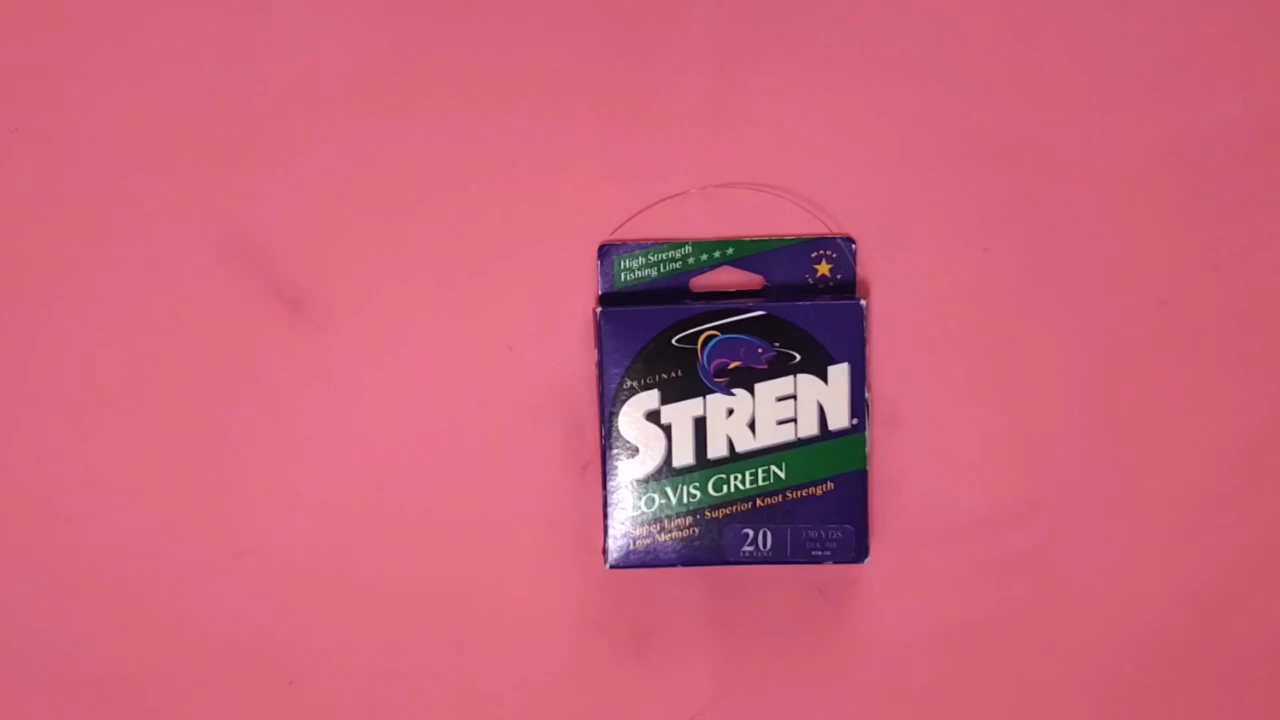 High Strength
Fishing Line
MADE
ORIGINAL
STREN®
LO-VIS GREEN
Super Limp • Superior Knot Strength
Low Memory
20
330 YDS